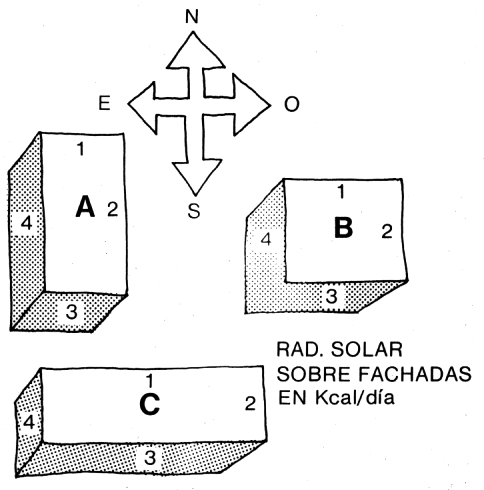 N
E O
S
1
A 2
4
3
1
B 2
4
3
RAD. SOLAR
SOBRE FACHADAS
EN Kcal/día
1
C 2
4
3